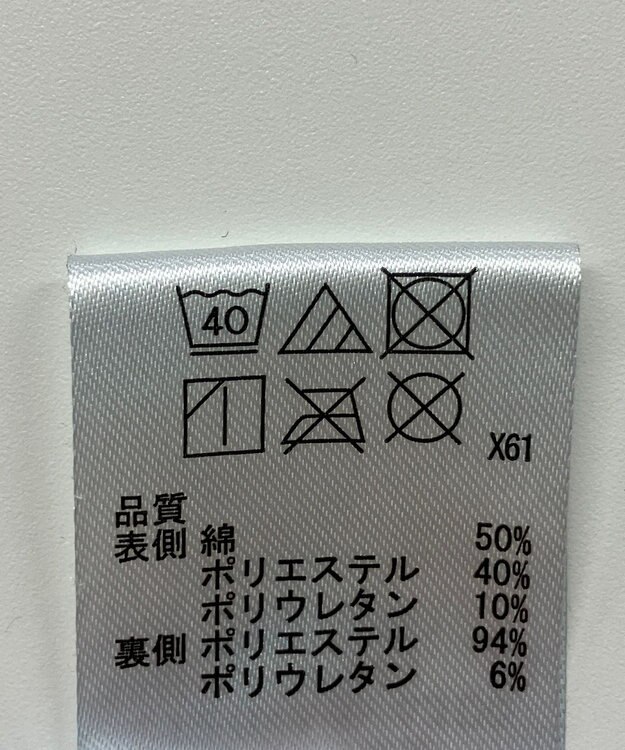 40
X61
品質
表側 綿 50%
ポリエステル 40%
ポリウレタン 10%
裏側 ポリエステル 94%
ポリウレタン 6%